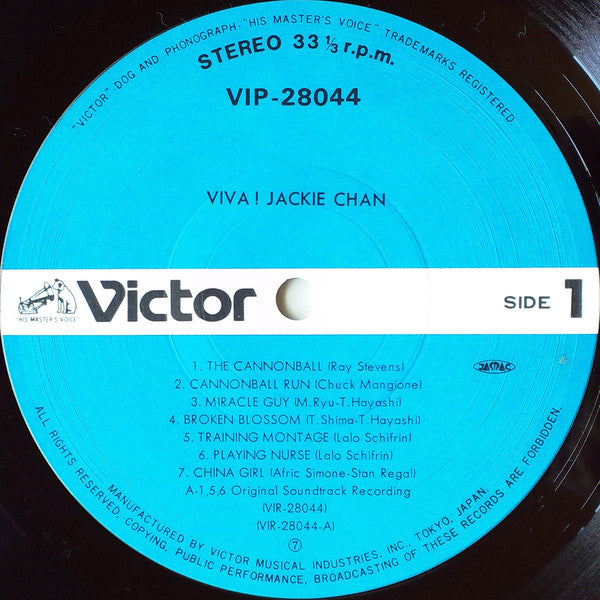 "VICTOR"-DOG AND PHONOGRAPH-"HIS MASTER'S VOICE" TRADEMARKS REGISTERED.
STEREO 33 1/3 r.p.m.
VIP-28044
VIVA! JACKIE CHAN
"HIS MASTER'S VOICE"
Victor
SIDE 1
1. THE CANNONBALL (Ray Stevens)
JASRAC
2. CANNONBALL RUN (Chuck Mangione)
3. MIRACLE GUY (M.Ryu-T.Hayashi)
4. BROKEN BLOSSOM (T.Shima-T.Hayashi)
5. TRAINING MONTAGE (Lalo Schifrin)
6. PLAYING NURSE (Lalo Schifrin)
7. CHINA GIRL (Afric Simone-Stan Regal)
A-1,5,6 Original Soundtrack Recording
(VIR-28044)
(VIR-28044-A)
⑦
ALL RIGHTS RESERVED, COPYING, PUBLIC PERFORMANCE, BROADCASTING OF THESE RECORDS ARE FORBIDDEN.
MANUFACTURED BY VICTOR MUSICAL INDUSTRIES, INC. TOKYO, JAPAN.